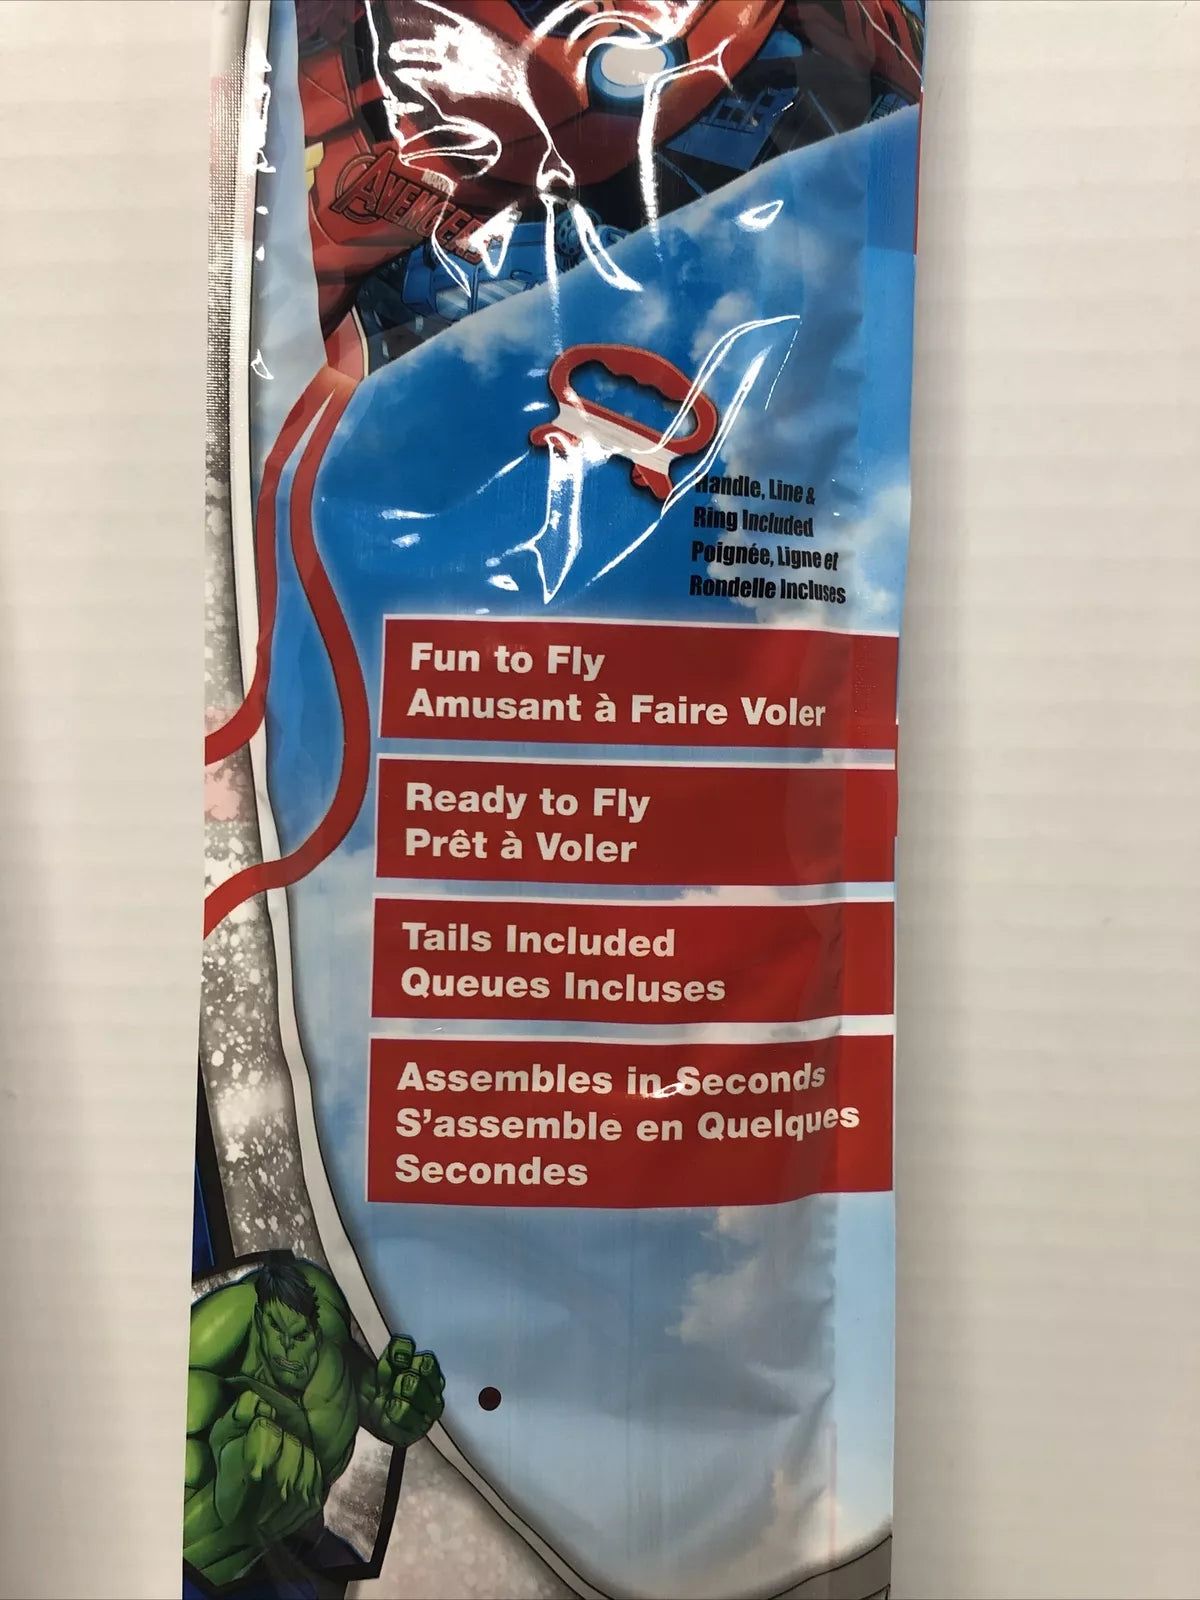 MARVEL
AVENGERS
Handle, Line &
Ring Included
Poignée, Ligne et
Rondelle Incluses
Fun to Fly
Amusant à Faire Voler
Ready to Fly
Prêt à Voler
Tails Included
Queues Incluses
Assembles in Seconds
S'assemble en Quelques
Secondes